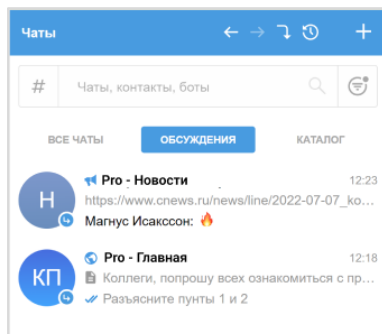 Чаты
#
Чаты, контакты, боты
ВСЕ ЧАТЫ
ОБСУЖДЕНИЯ
КАТАЛОГ
Н
Pro - Новости
12:23
https://www.cnews.ru/news/line/2022-07-07_ko...
Магнус Исакссон: 🔥
КП
Pro - Главная
12:18
Коллеги, попрошу всех ознакомиться с пр...
Разъясните пунты 1 и 2